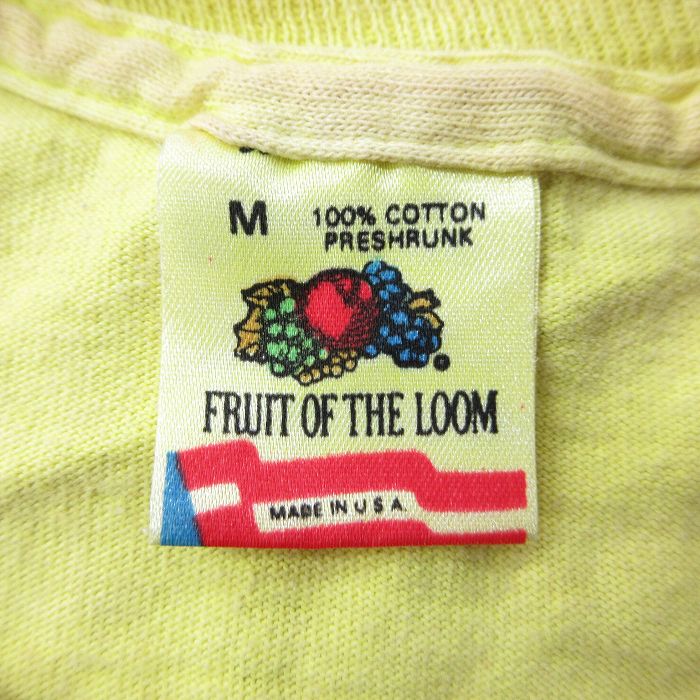 M 100% COTTON
PRESHRUNK
®
FRUIT OF THE LOOM
MADE IN U S A